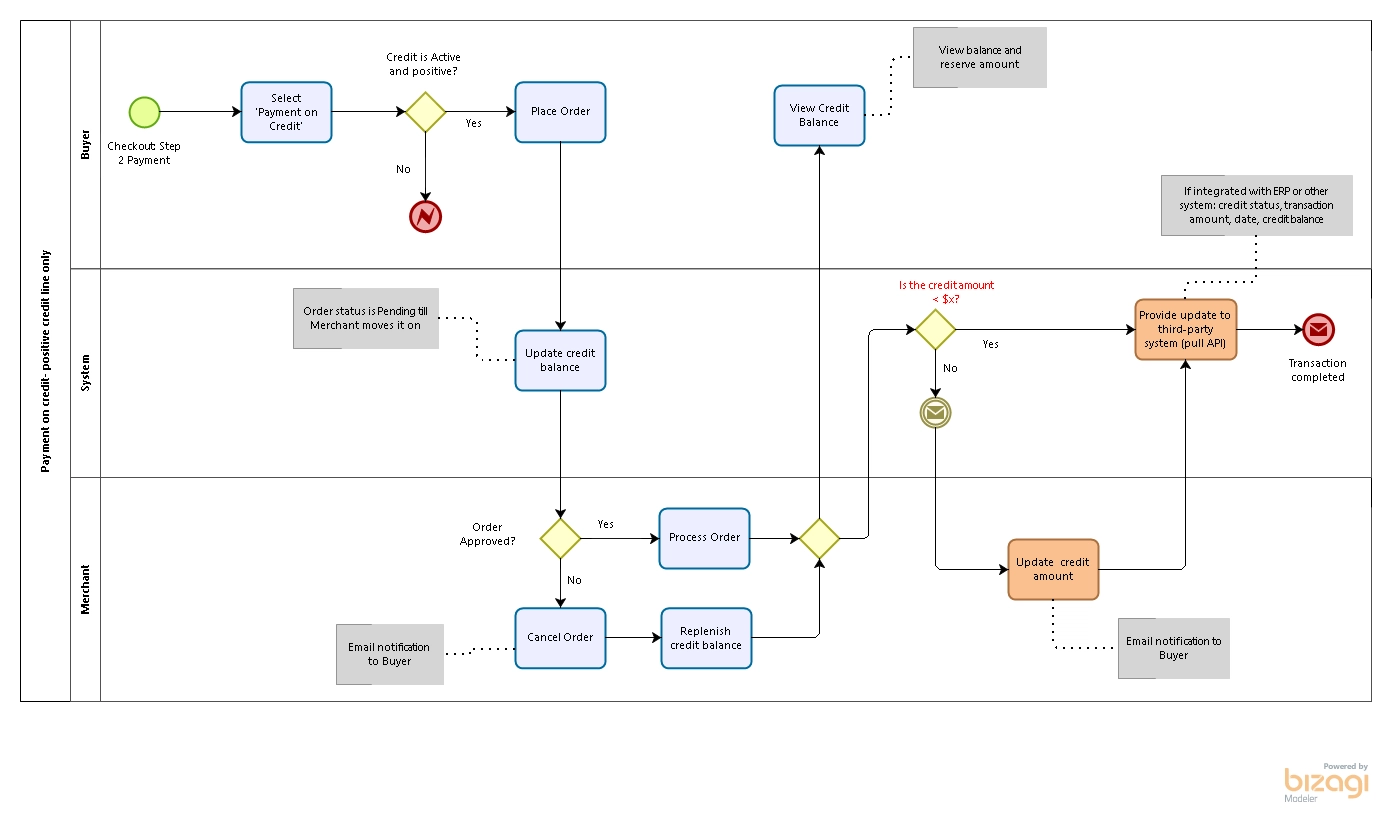 Payment on credit- positive credit line only
Buyer
Checkout: Step
2 Payment
Select
'Payment on
Credit'
Credit is Active
and positive?
Yes
No
Place Order
View Credit
Balance
View balance and
reserve amount
If integrated with ERP or other
system: credit status, transaction
amount, date, credit balance
System
Order status is Pending till
Merchant moves it on
Update credit
balance
Is the credit amount
< $x?
Yes
No
Provide update to
third-party
system (pull API)
Transaction
completed
Merchant
Order
Approved?
Yes
No
Process Order
Cancel Order
Replenish
credit balance
Email notification
to Buyer
Update credit
amount
Email notification to
Buyer
Powered by
bizagi
Modeler